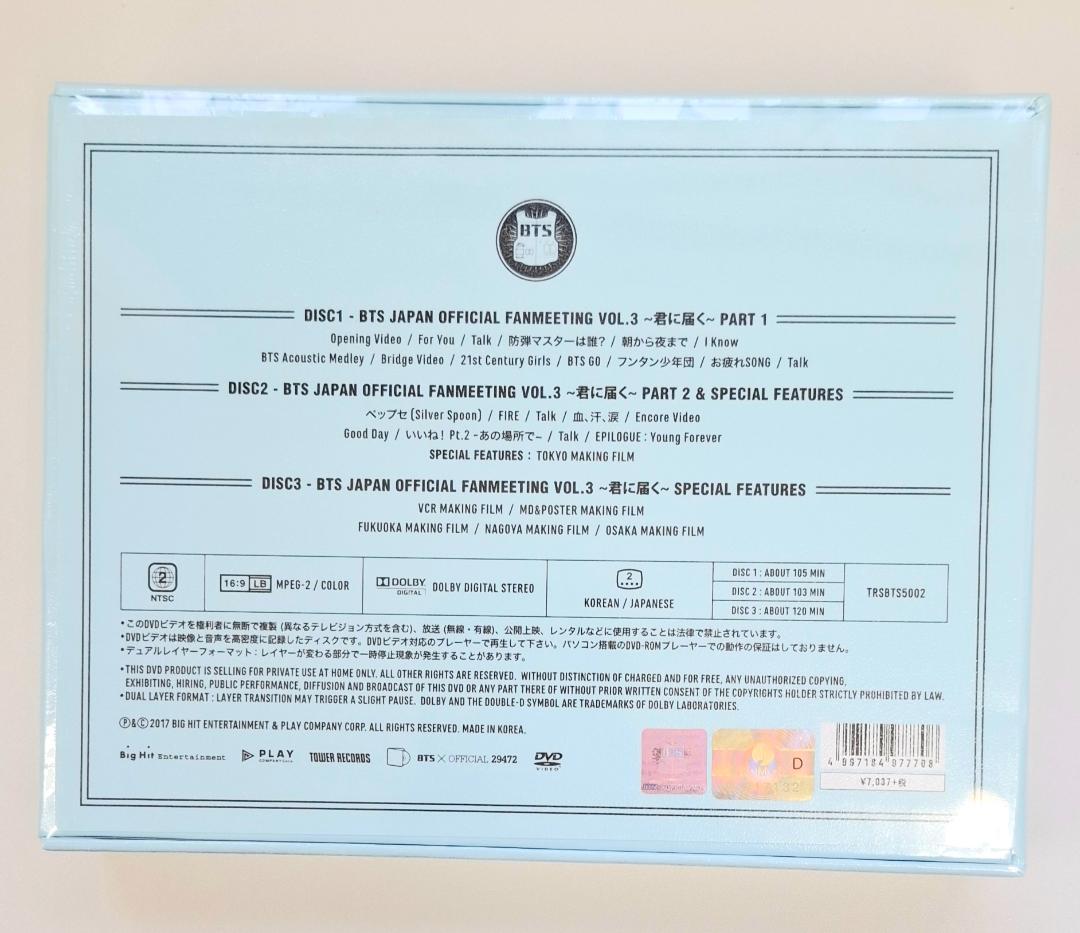 BTS
DISC1 - BTS JAPAN OFFICIAL FANMEETING VOL.3 ~君に届く~ PART 1
Opening Video / For You / Talk / 防弾マスターは誰? / 朝から夜まで / I Know
BTS Acoustic Medley / Bridge Video / 21st Century Girls / BTS GO / フンタン少年団 / お疲れSONG / Talk
DISC2 - BTS JAPAN OFFICIAL FANMEETING VOL.3 ~君に届く~ PART 2 & SPECIAL FEATURES
ペップセ (Silver Spoon) / FIRE / Talk / 血、汗、涙 / Encore Video
Good Day / いいね! Pt.2 -あの場所で- / Talk / EPILOGUE : Young Forever
SPECIAL FEATURES : TOKYO MAKING FILM
DISC3 - BTS JAPAN OFFICIAL FANMEETING VOL.3 ~君に届く~ SPECIAL FEATURES
VCR MAKING FILM / MD&POSTER MAKING FILM
FUKUOKA MAKING FILM / NAGOYA MAKING FILM / OSAKA MAKING FILM
2 NTSC
16:9 LB MPEG-2 / COLOR
DOLBY DIGITAL DOLBY DIGITAL STEREO
2 KOREAN / JAPANESE
DISC 1 : ABOUT 105 MIN
DISC 2 : ABOUT 103 MIN
DISC 3 : ABOUT 120 MIN
TRSBTS5002
*このDVDビデオを権利者に無断で複製 (異なるテレビジョン方式を含む)、放送 (無線・有線)、公開上映、レンタルなどに使用することは法律で禁止されています。
*DVDビデオは映像と音声を高密度に記録したディスクです。DVDビデオ対応のプレーヤーで再生して下さい。パソコン搭載のDVD-ROMプレーヤーでの動作の保証はしておりません。
*デュアルレイヤーフォーマット : レイヤーが変わる部分で一時停止現象が発生することがあります。
*THIS DVD PRODUCT IS SELLING FOR PRIVATE USE AT HOME ONLY. ALL OTHER RIGHTS ARE RESERVED. WITHOUT DISTINCTION OF CHARGED AND FOR FREE, ANY UNAUTHORIZED COPYING,
EXHIBITING, HIRING, PUBLIC PERFORMANCE, DIFFUSION AND BROADCAST OF THIS DVD OR ANY PART THERE OF WITHOUT PRIOR WRITTEN CONSENT OF THE COPYRIGHTS HOLDER STRICTLY PROHIBITED BY LAW.
*DUAL LAYER FORMAT : LAYER TRANSITION MAY TRIGGER A SLIGHT PAUSE. DOLBY AND THE DOUBLE-D SYMBOL ARE TRADEMARKS OF DOLBY LABORATORIES.
Ⓟ&Ⓒ 2017 BIG HIT ENTERTAINMENT & PLAY COMPANY CORP. ALL RIGHTS RESERVED. MADE IN KOREA.
Big Hit Entertainment
PLAY COMPANY Corp.
TOWER RECORDS
BTS × OFFICIAL 29472
DVD VIDEO
D
4 997184 977708
¥7,037+税